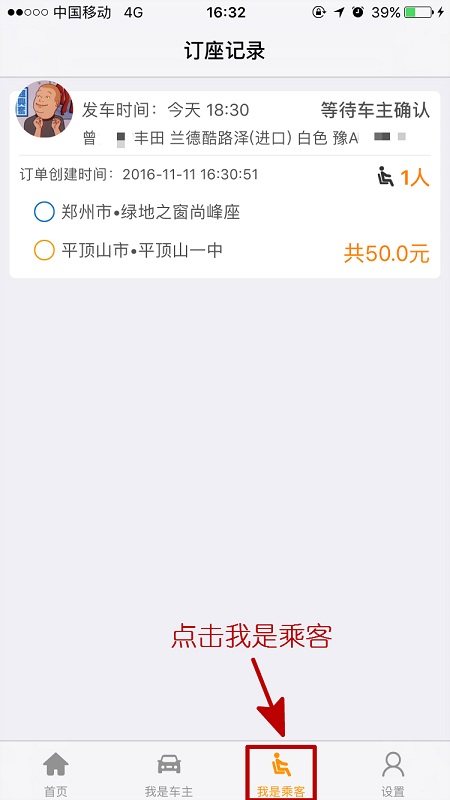 中国移动 4G 16:32 39%
订座记录
发车时间：今天 18:30 等待车主确认
曾 丰田 兰德酷路泽(进口) 白色 豫A
订单创建时间：2016-11-11 16:30:51 1人
郑州市•绿地之窗尚峰座
平顶山市•平顶山一中 共50.0元
点击我是乘客
首页 我是车主 我是乘客 设置